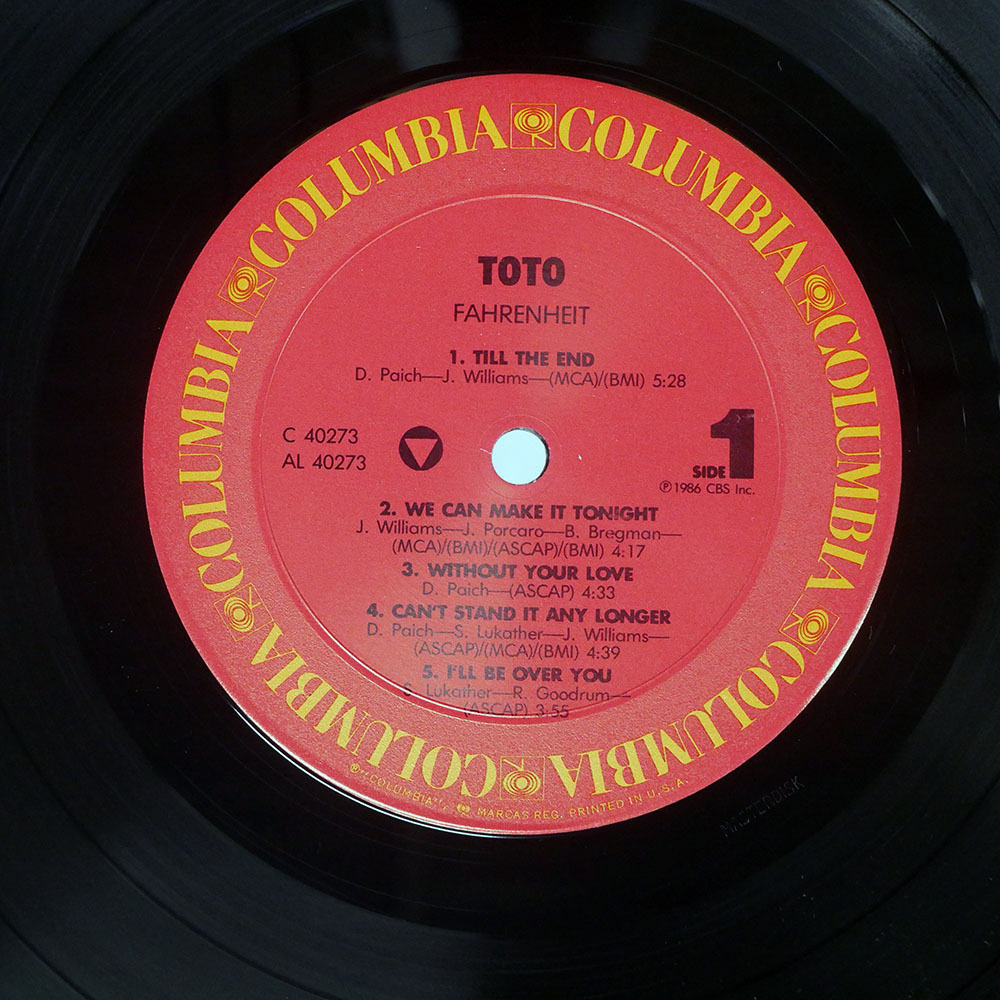 COLUMBIA COLUMBIA COLUMBIA COLUMBIA COLUMBIA COLUMBIA
TOTO
FAHRENHEIT
1. TILL THE END
D. Paich—J. Williams—(MCA)/(BMI) 5:28
C 40273
AL 40273
SIDE 1
Ⓟ1986 CBS Inc.
2. WE CAN MAKE IT TONIGHT
J. Williams—J. Porcaro—B. Bregman—
(MCA)/(BMI)/(ASCAP)/(BMI) 4:17
3. WITHOUT YOUR LOVE
D. Paich—(ASCAP) 4:33
4. CAN'T STAND IT ANY LONGER
D. Paich—S. Lukather—J. Williams—
(ASCAP)/(MCA)/(BMI) 4:39
5. I'LL BE OVER YOU
S. Lukather—R. Goodrum—
(ASCAP) 3:55
®"COLUMBIA", MARCAS REG. PRINTED IN U.S.A.
MASTERDISK